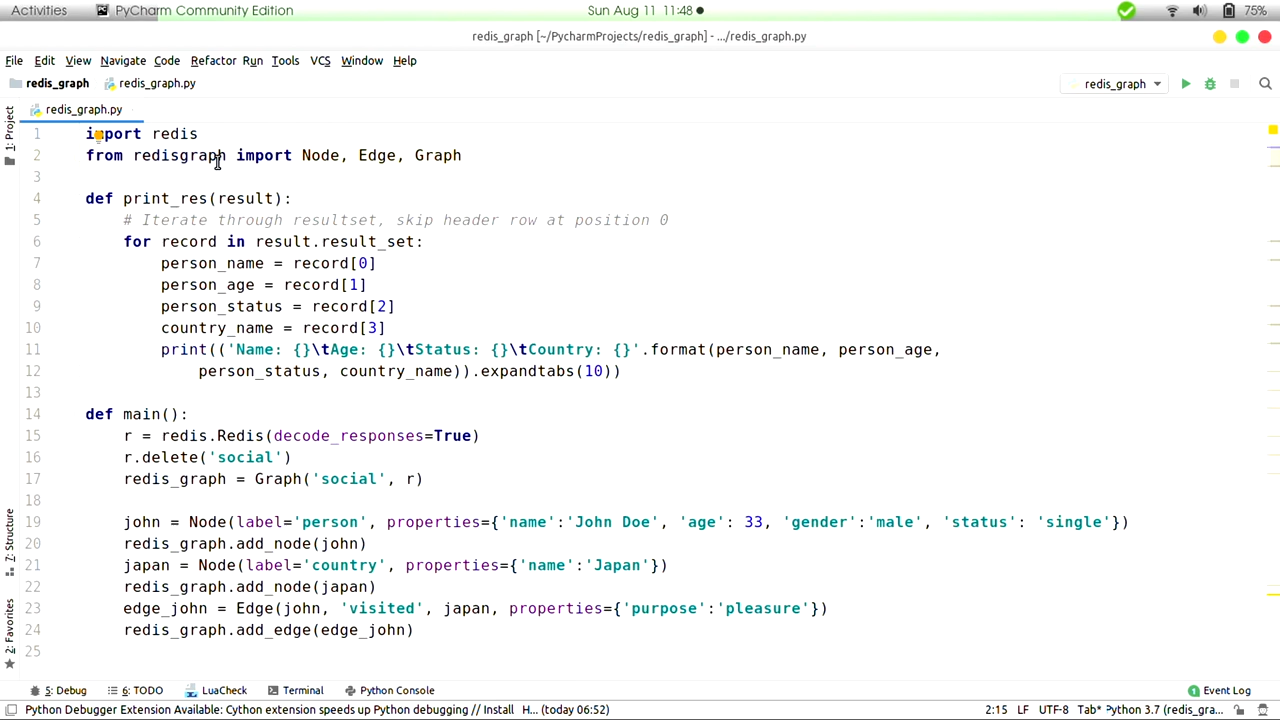 Activities PyCharm Community Edition Sun Aug 11 11:48 75%
redis_graph [~/PycharmProjects/redis_graph] - .../redis_graph.py
File Edit View Navigate Code Refactor Run Tools VCS Window Help
redis_graph redis_graph.py redis_graph
redis_graph.py
1: Project
1 import redis
2 from redisgraph import Node, Edge, Graph
3
4 def print_res(result):
5 # Iterate through resultset, skip header row at position 0
6 for record in result.result_set:
7 person_name = record[0]
8 person_age = record[1]
9 person_status = record[2]
10 country_name = record[3]
11 print(('Name: {}\tAge: {}\tStatus: {}\tCountry: {}'.format(person_name, person_age,
12 person_status, country_name)).expandtabs(10))
13
14 def main():
15 r = redis.Redis(decode_responses=True)
16 r.delete('social')
17 redis_graph = Graph('social', r)
18
19 john = Node(label='person', properties={'name':'John Doe', 'age': 33, 'gender':'male', 'status': 'single'})
20 redis_graph.add_node(john)
21 japan = Node(label='country', properties={'name':'Japan'})
22 redis_graph.add_node(japan)
23 edge_john = Edge(john, 'visited', japan, properties={'purpose':'pleasure'})
24 redis_graph.add_edge(edge_john)
25
7: Structure
2: Favorites
5: Debug 6: TODO LuaCheck Terminal Python Console 1 Event Log
Python Debugger Extension Available: Cython extension speeds up Python debugging // Install H... (today 06:52) 2:15 LF UTF-8 Tab* Python 3.7 (redis_gra...